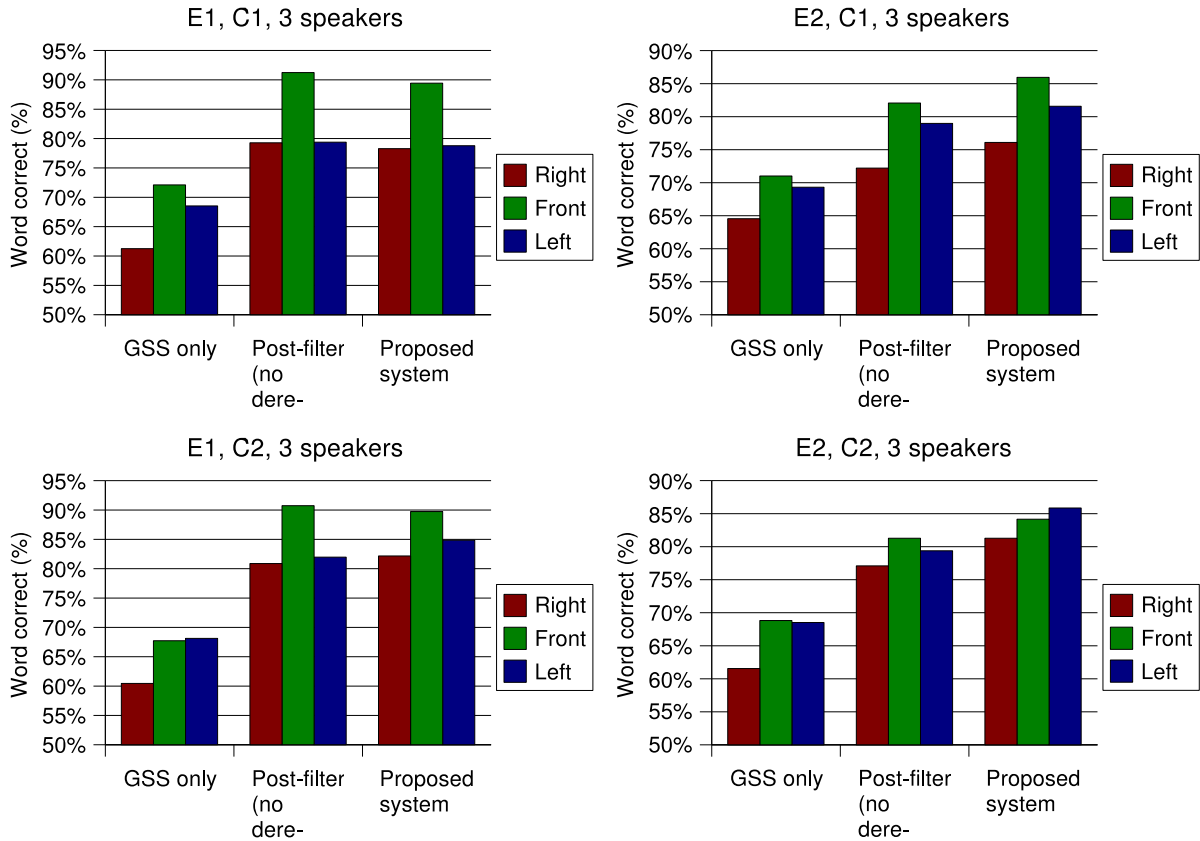 E1, C1, 3 speakers
Word correct (%)
95%
90%
85%
80%
75%
70%
65%
60%
55%
50%
GSS only
Post-filter
(no
dere-
Proposed
system
Right
Front
Left
E2, C1, 3 speakers
Word correct (%)
90%
85%
80%
75%
70%
65%
60%
55%
50%
GSS only
Post-filter
(no
dere-
Proposed
system
Right
Front
Left
E1, C2, 3 speakers
Word correct (%)
95%
90%
85%
80%
75%
70%
65%
60%
55%
50%
GSS only
Post-filter
(no
dere-
Proposed
system
Right
Front
Left
E2, C2, 3 speakers
Word correct (%)
90%
85%
80%
75%
70%
65%
60%
55%
50%
GSS only
Post-filter
(no
dere-
Proposed
system
Right
Front
Left